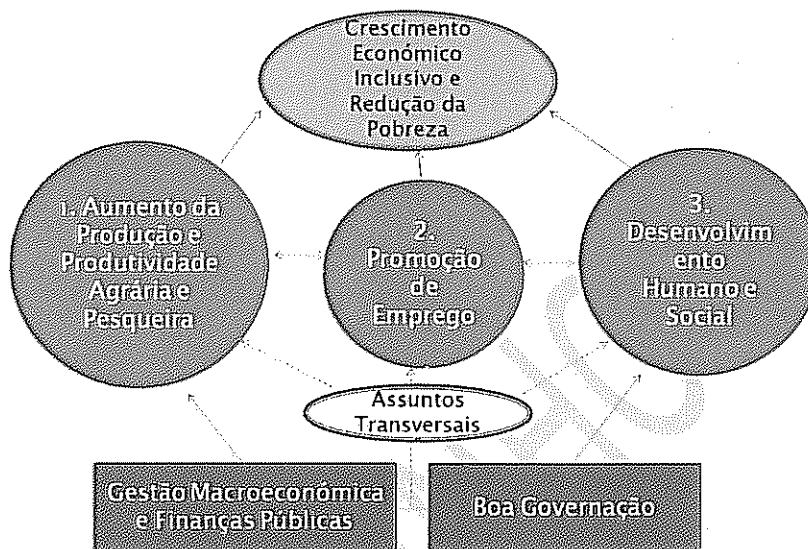 Crescimento
Económico
Inclusivo e
Redução da
Pobreza
1. Aumento da
Produção e
Produtividade
Agrária e
Pesqueira
2.
Promoção
de
Emprego
3.
Desenvolvim
ento
Humano e
Social
Assuntos
Transversais
Gestão Macroeconómica
e Finanças Públicas
Boa Governação